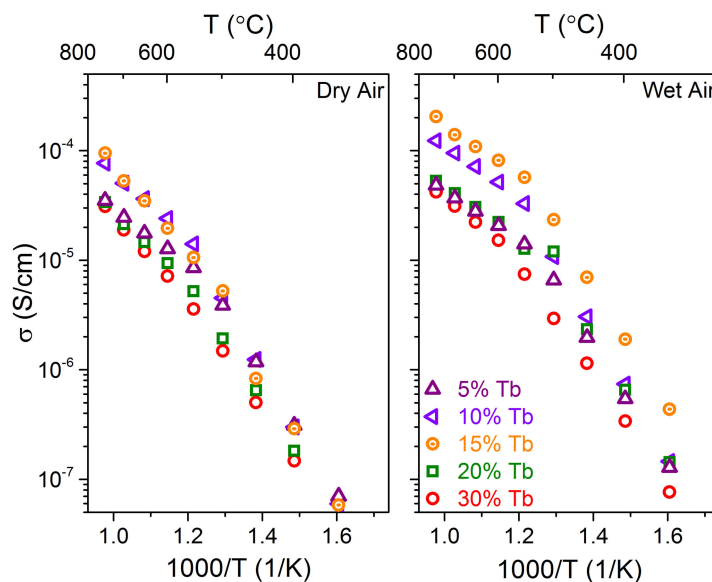 T (°C)
T (°C)
800
600
400
800
600
400
Dry Air
Wet Air
10⁻⁴
10⁻⁵
10⁻⁶
10⁻⁷
σ (S/cm)
5% Tb
10% Tb
15% Tb
20% Tb
30% Tb
1.0
1.2
1.4
1.6
1.0
1.2
1.4
1.6
1000/T (1/K)
1000/T (1/K)